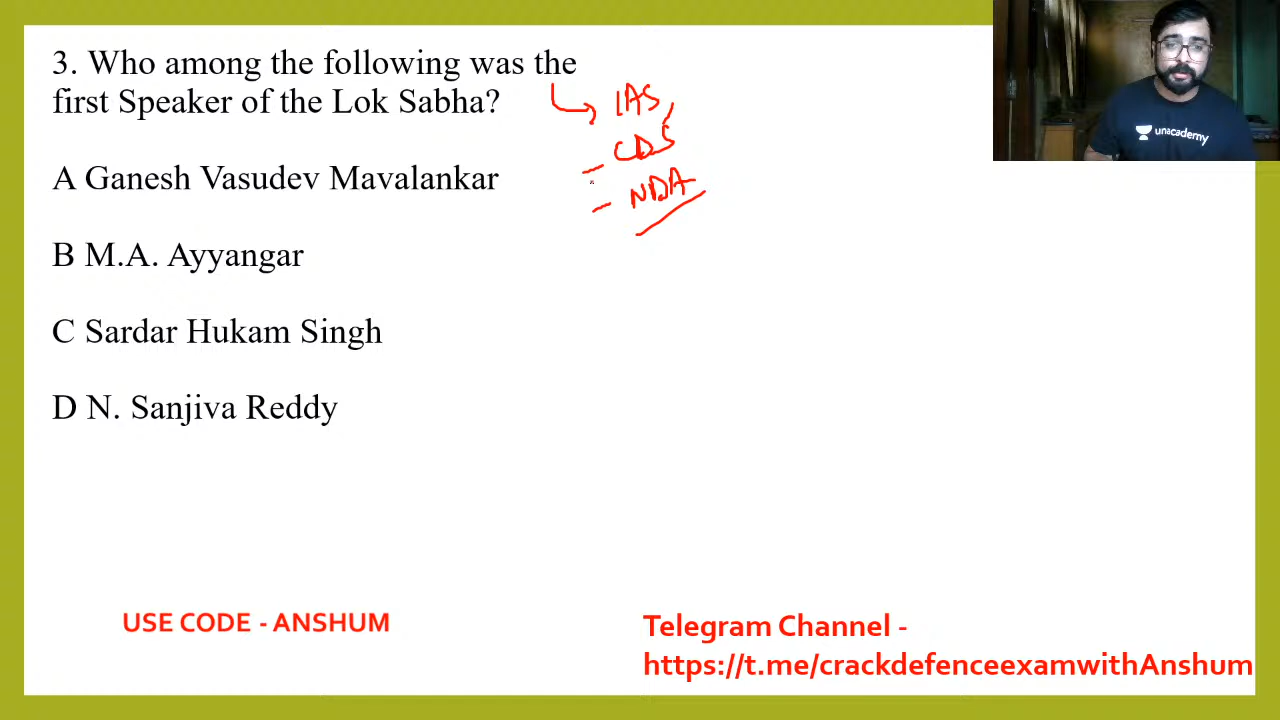 3. Who among the following was the
first Speaker of the Lok Sabha?
IAS,
CDS
NDA
A Ganesh Vasudev Mavalankar
B M.A. Ayyangar
C Sardar Hukam Singh
D N. Sanjiva Reddy
unacademy
USE CODE - ANSHUM
Telegram Channel -
https://t.me/crackdefenceexamwithAnshum